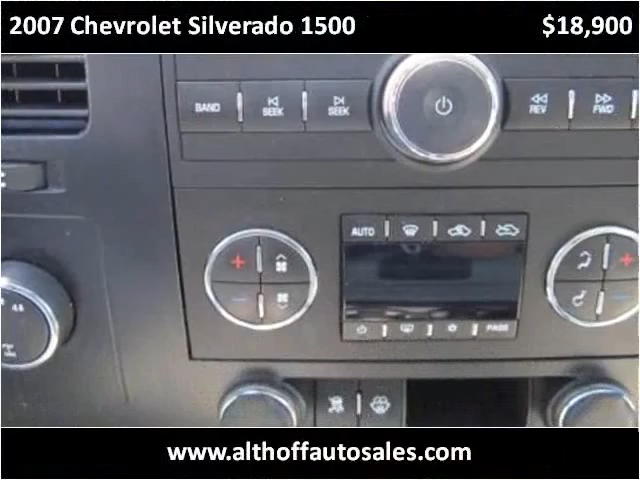 2007 Chevrolet Silverado 1500 $18,900
BAND SEEK SEEK REV FWD
AUTO
PASS
www.althoffautosales.com